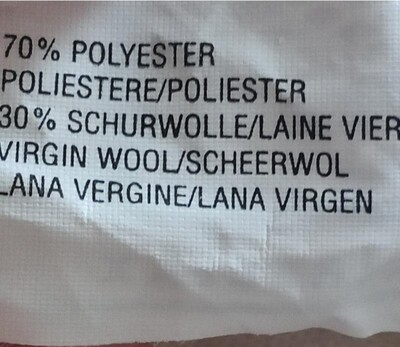 70% POLYESTER
POLIESTERE/POLIESTER
30% SCHURWOLLE/LAINE VIER
VIRGIN WOOL/SCHEERWOL
LANA VERGINE/LANA VIRGEN